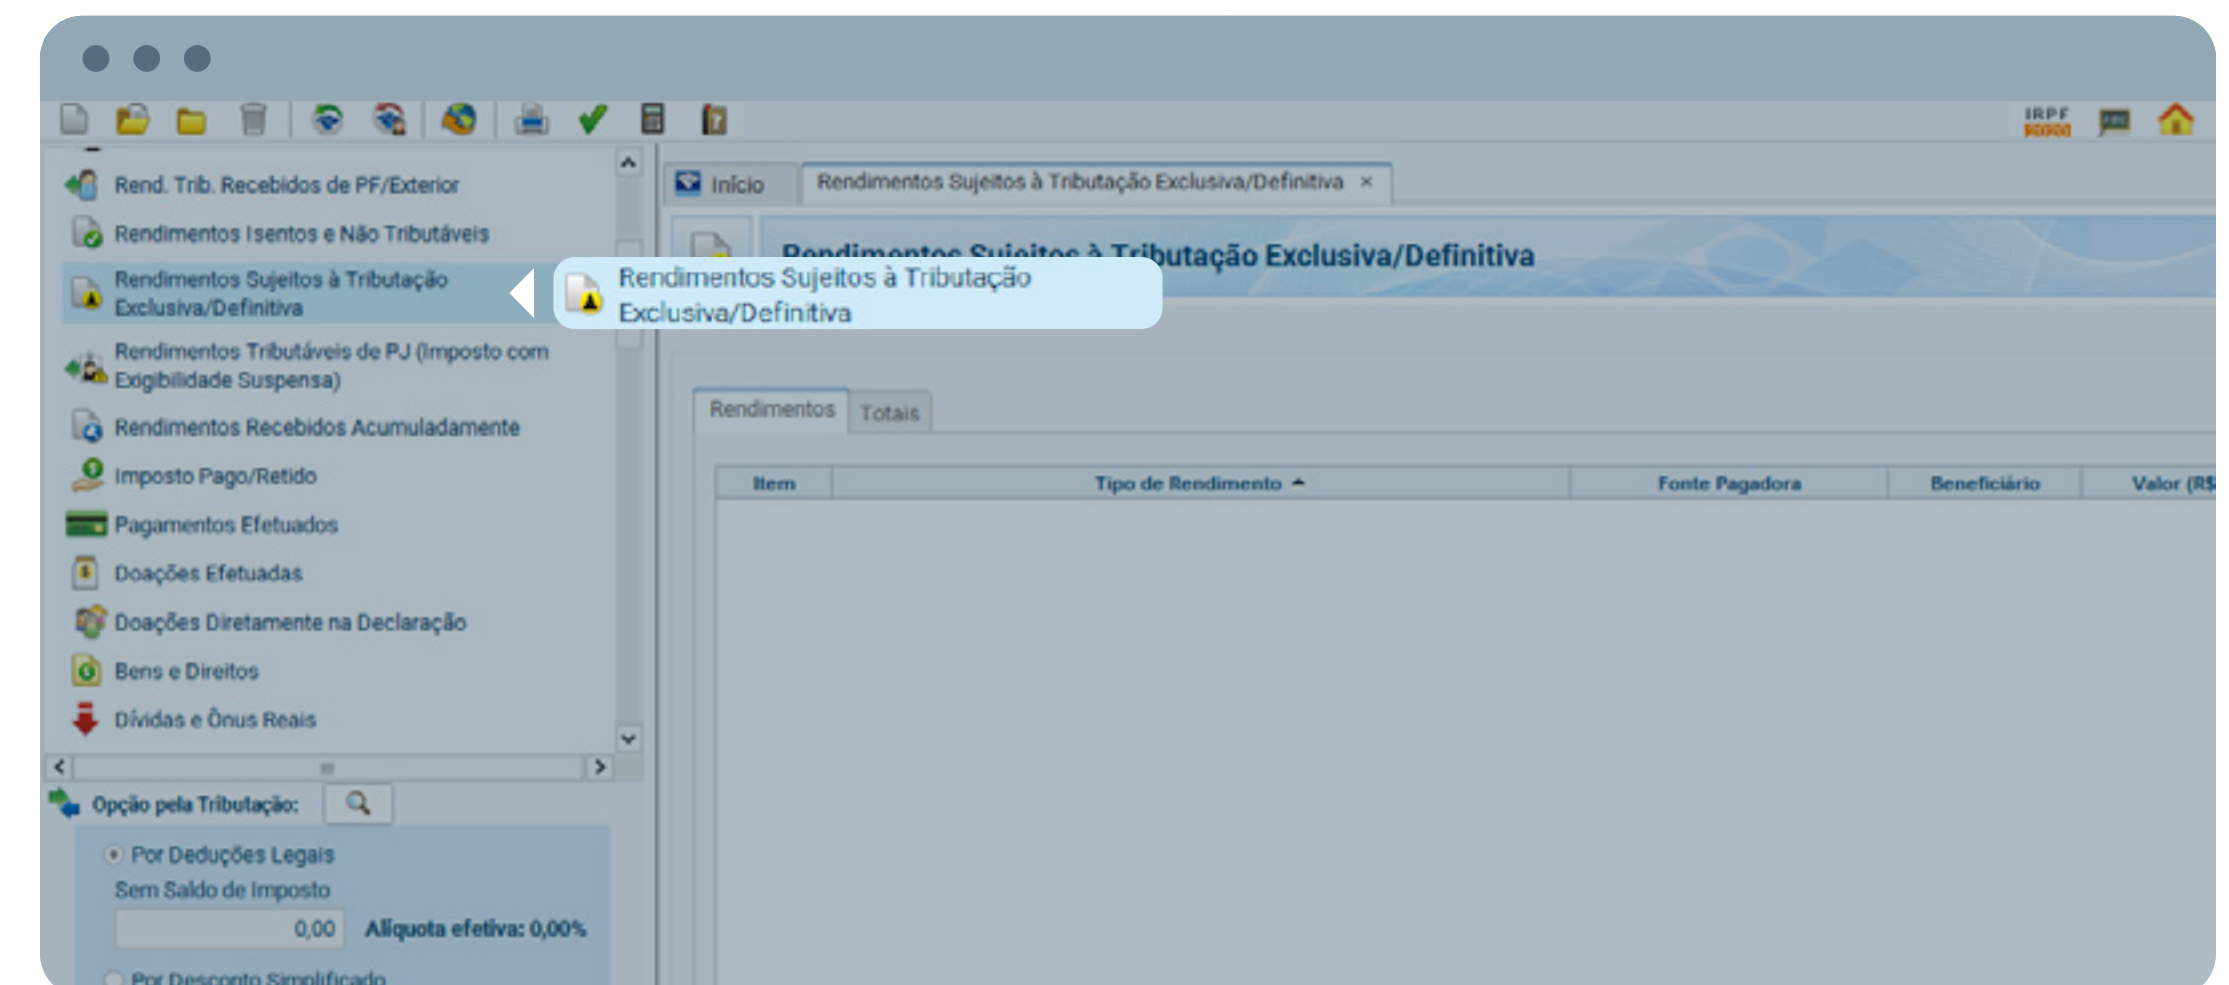 IRPF
2020
Rend. Trib. Recebidos de PF/Exterior
Rendimentos Isentos e Não Tributáveis
Rendimentos Sujeitos à Tributação
Exclusiva/Definitiva
Rendimentos Tributáveis de PJ (Imposto com
Exigibilidade Suspensa)
Rendimentos Recebidos Acumuladamente
Imposto Pago/Retido
Pagamentos Efetuados
Doações Efetuadas
Doações Diretamente na Declaração
Bens e Direitos
Dívidas e Ônus Reais
Opção pela Tributação:
Por Deduções Legais
Sem Saldo de Imposto
0,00 Alíquota efetiva: 0,00%
Por Desconto Simplificado
Rendimentos Sujeitos à Tributação
Exclusiva/Definitiva
Início Rendimentos Sujeitos à Tributação Exclusiva/Definitiva ×
Rendimentos Sujeitos à Tributação Exclusiva/Definitiva
Rendimentos Totais
Item Tipo de Rendimento Fonte Pagadora Beneficiário Valor (R$